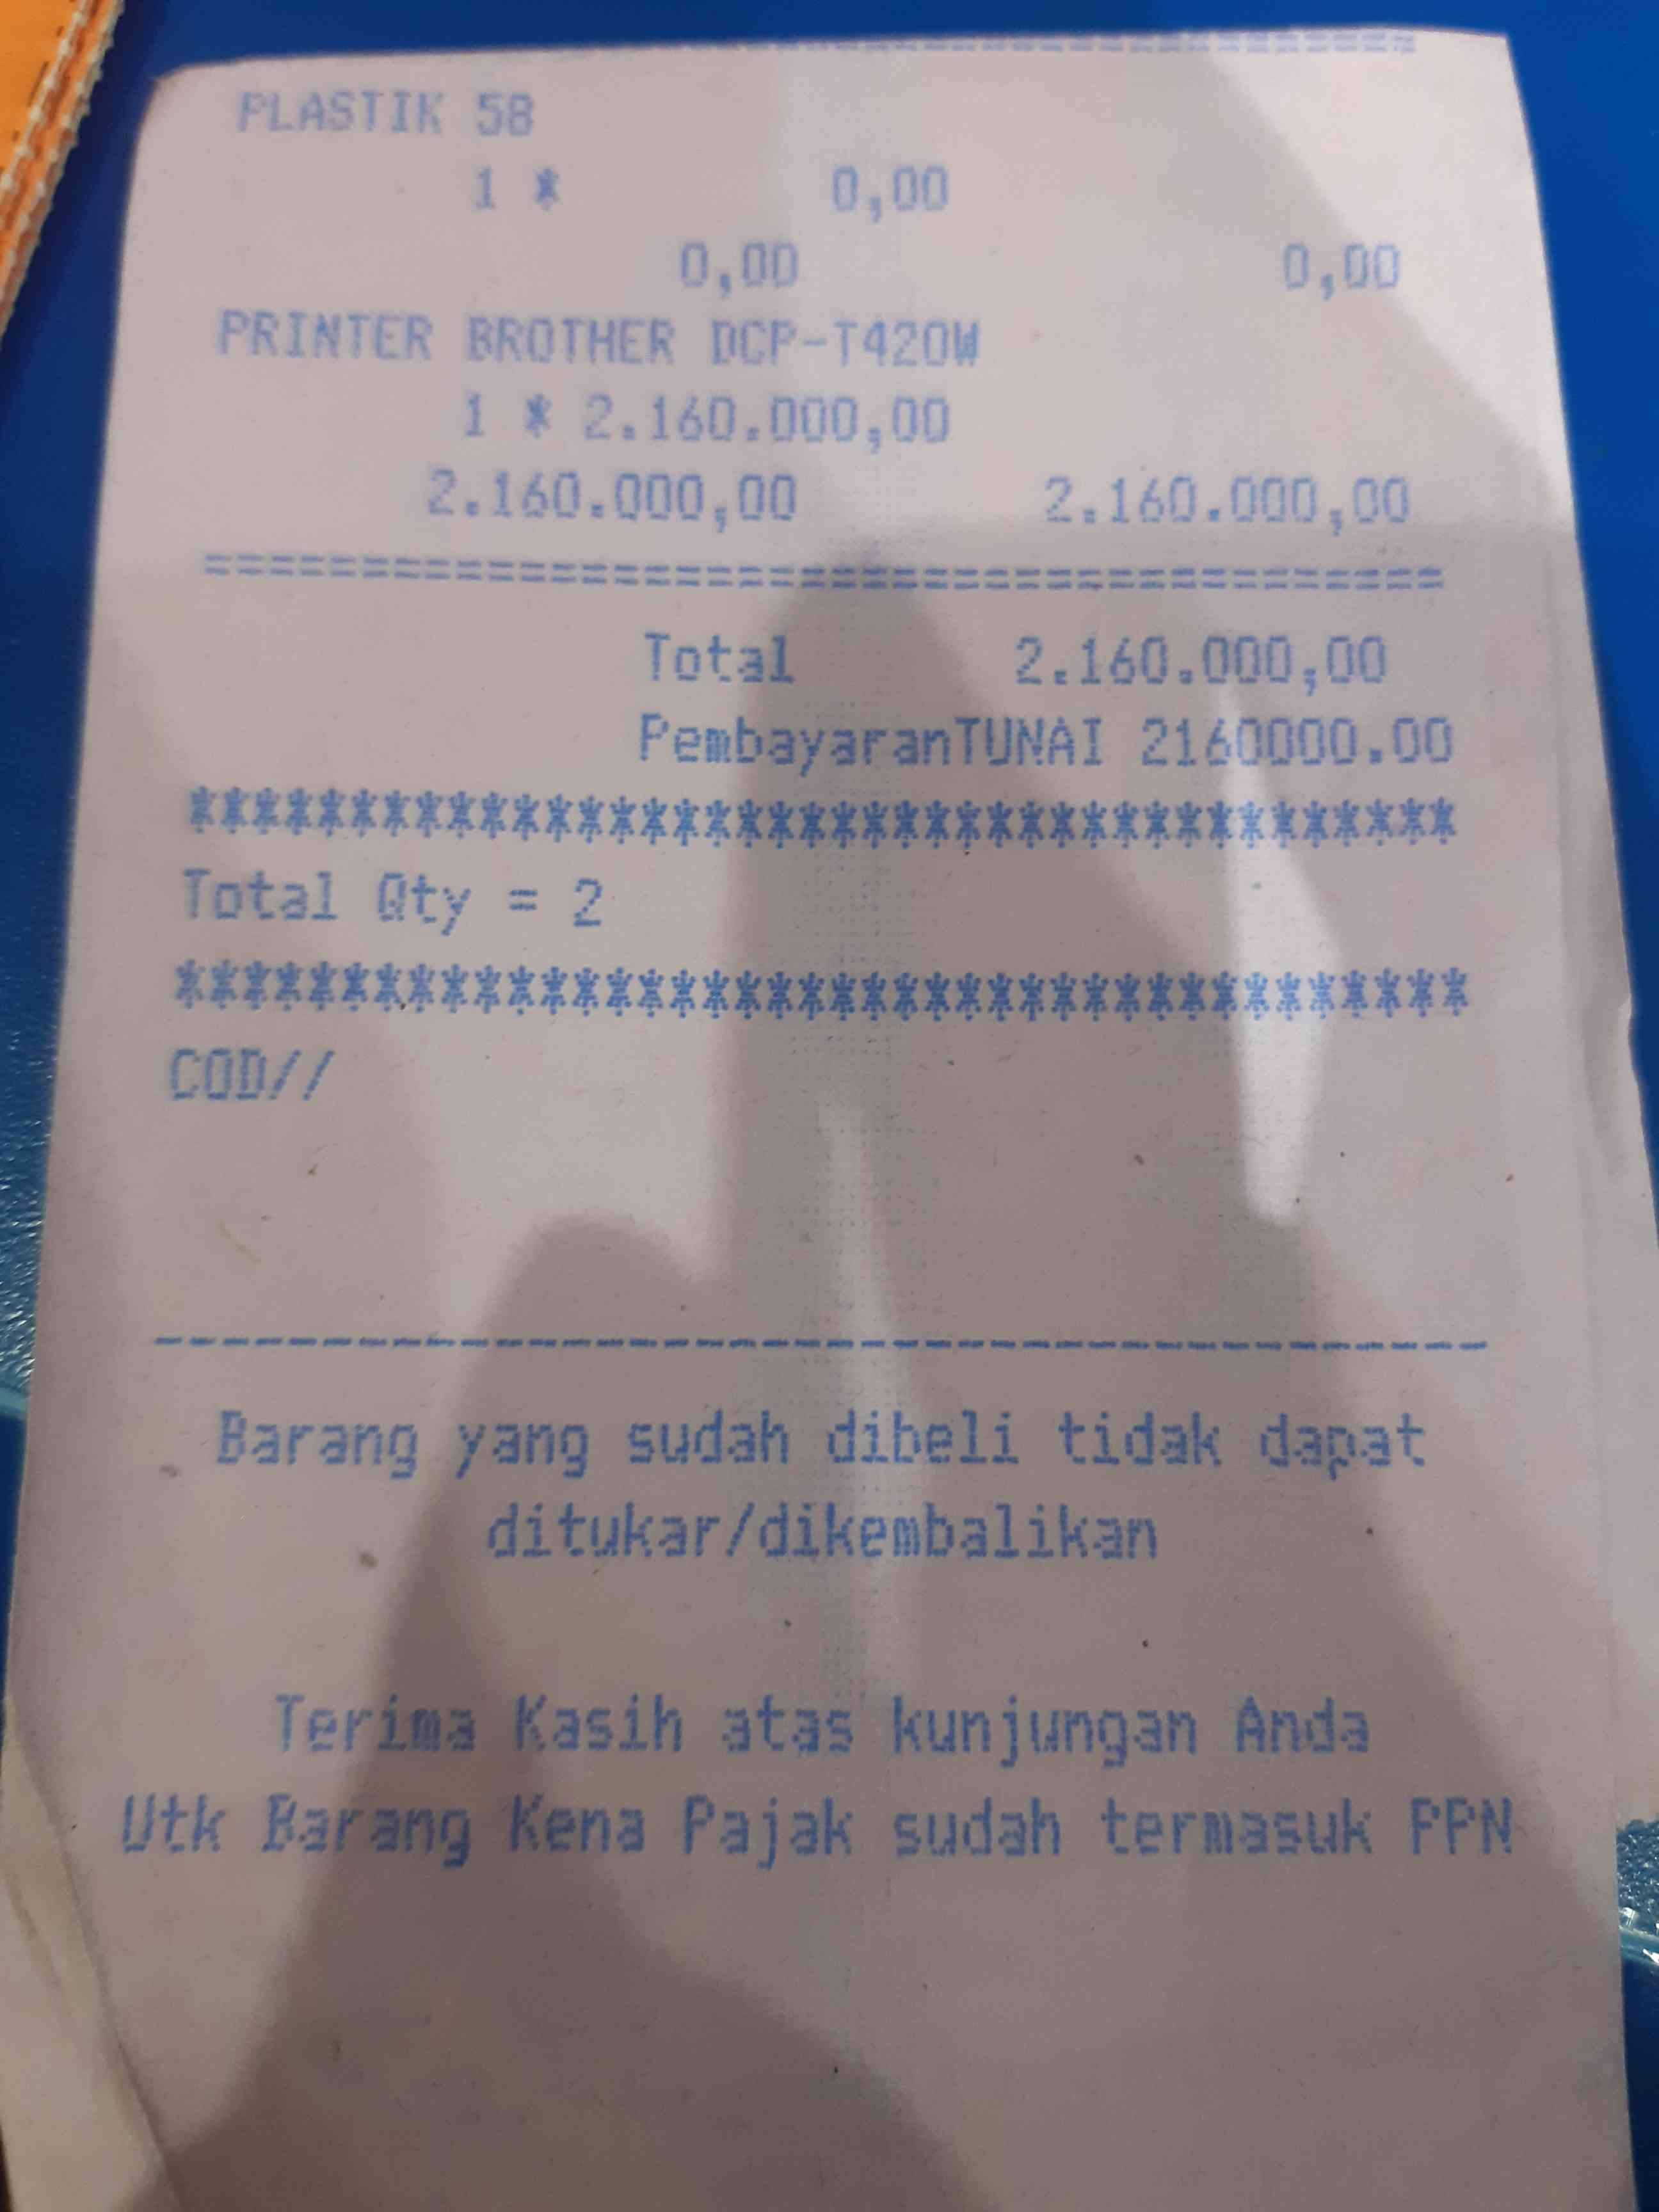 ========================================
PLASTIK 58
1 * 0,00
0,00 0,00
PRINTER BROTHER DCP-T420W
1 * 2.160.000,00
2.160.000,00 2.160.000,00
========================================
Total 2.160.000,00
PembayaranTUNAI 2160000.00
****************************************
Total Qty = 2
****************************************
COD//
----------------------------------------
Barang yang sudah dibeli tidak dapat
ditukar/dikembalikan
Terima Kasih atas kunjungan Anda
Utk Barang Kena Pajak sudah termasuk PPN